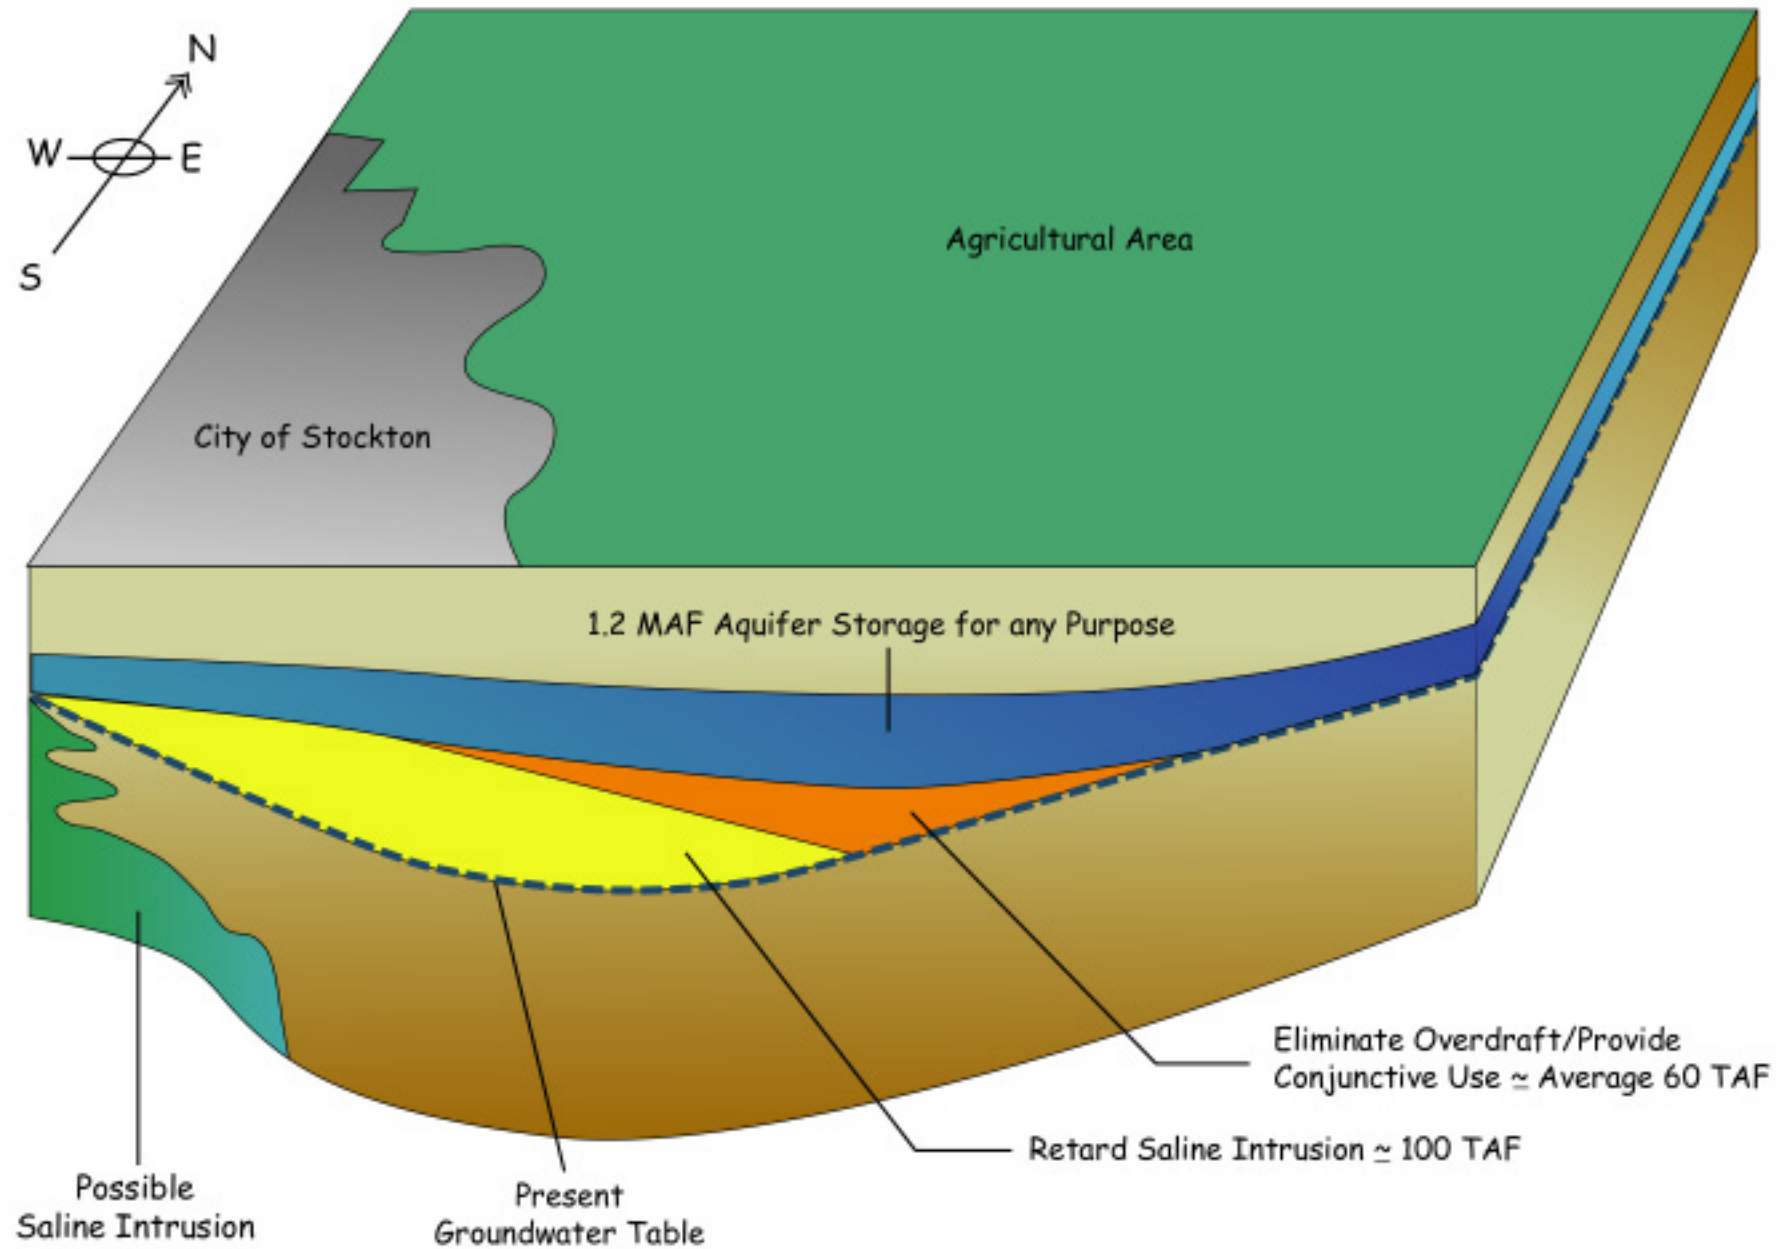 N
W
E
S
Agricultural Area
City of Stockton
1.2 MAF Aquifer Storage for any Purpose
Eliminate Overdraft/Provide
Conjunctive Use ≃ Average 60 TAF
Retard Saline Intrusion ≃ 100 TAF
Possible
Saline Intrusion
Present
Groundwater Table